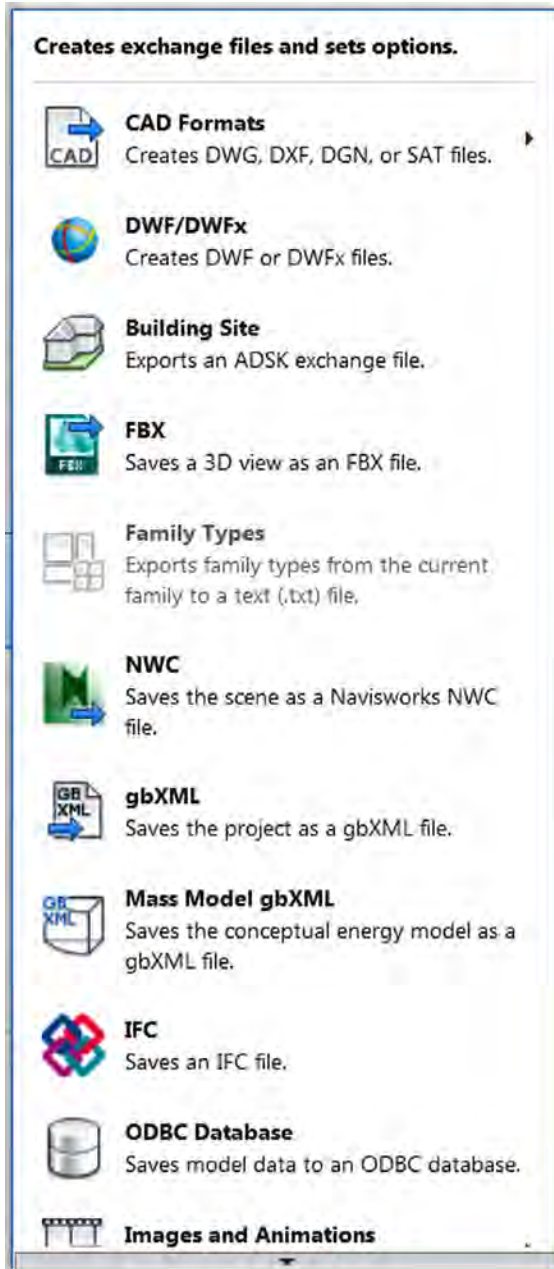 Creates exchange files and sets options.
CAD
CAD Formats
Creates DWG, DXF, DGN, or SAT files.
DWF/DWFx
Creates DWF or DWFx files.
Building Site
Exports an ADSK exchange file.
FBX
FBX
Saves a 3D view as an FBX file.
Family Types
Exports family types from the current
family to a text (.txt) file.
NWC
Saves the scene as a Navisworks NWC
file.
GB
XML
gbXML
Saves the project as a gbXML file.
GB
XML
Mass Model gbXML
Saves the conceptual energy model as a
gbXML file.
IFC
Saves an IFC file.
ODBC Database
Saves model data to an ODBC database.
Images and Animations